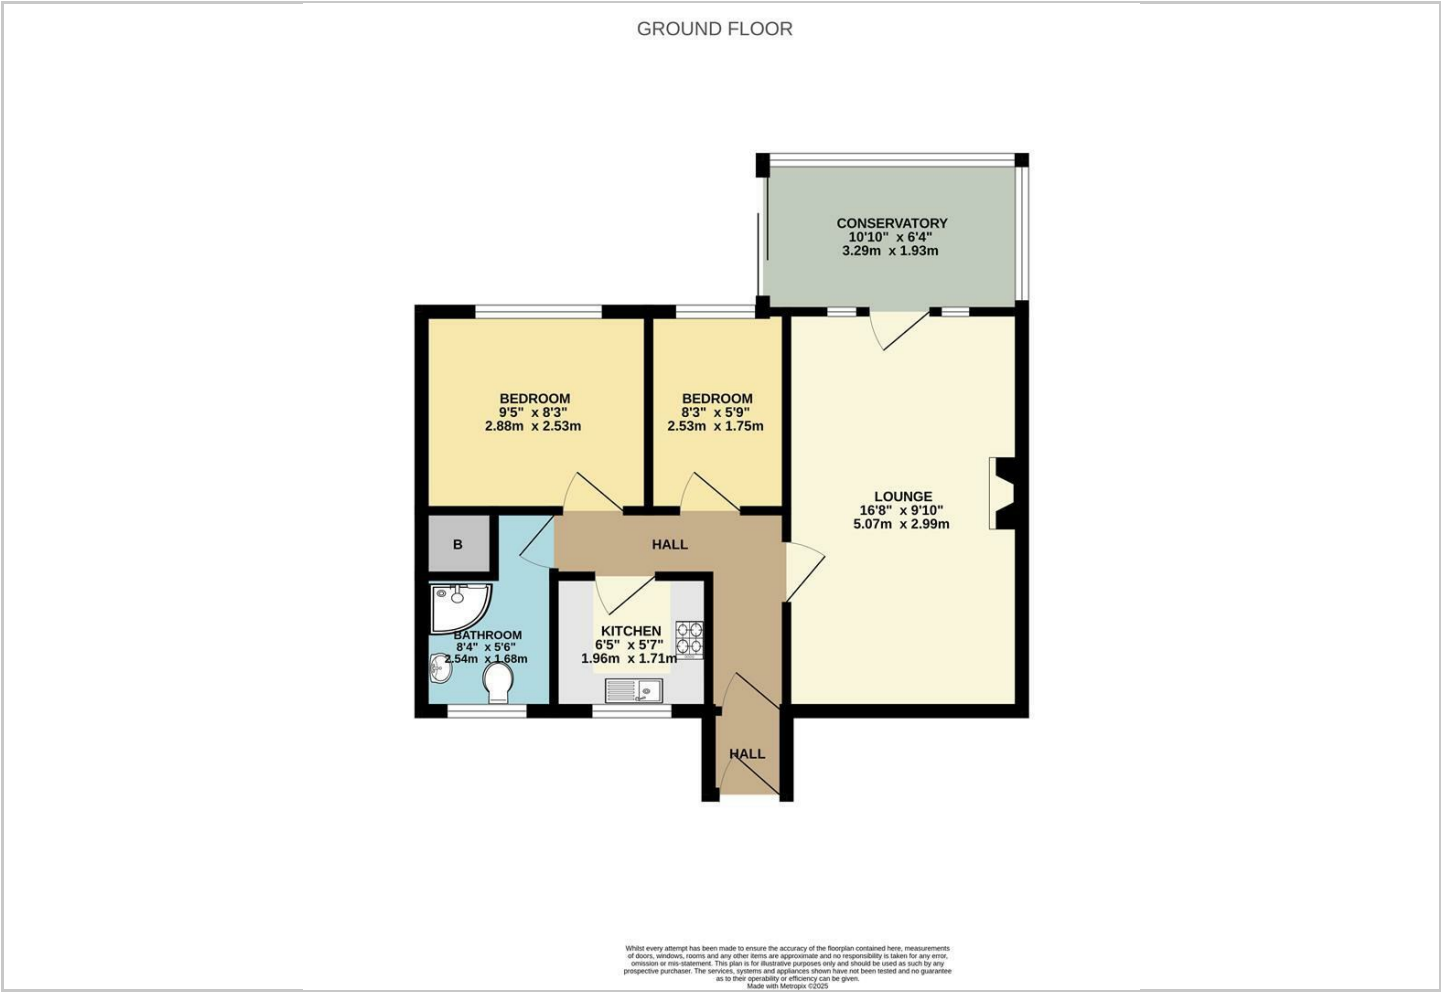 GROUND FLOOR
CONSERVATORY
10'10" x 6'4"
3.29m x 1.93m
BEDROOM
9'5" x 8'3"
2.88m x 2.53m
BEDROOM
8'3" x 5'9"
2.53m x 1.75m
LOUNGE
16'8" x 9'10"
5.07m x 2.99m
B
HALL
BATHROOM
8'4" x 5'6"
2.54m x 1.68m
KITCHEN
6'5" x 5'7"
1.96m x 1.71m
HALL
Whilst every attempt has been made to ensure the accuracy of the floorplan contained here, measurements
of doors, windows, rooms and any other items are approximate and no responsibility is taken for any error,
omission or mis-statement. This plan is for illustrative purposes only and should be used as such by any
prospective purchaser. The services, systems and appliances shown have not been tested and no guarantee
as to their operability or efficiency can be given.
Made with Metropix ©2025